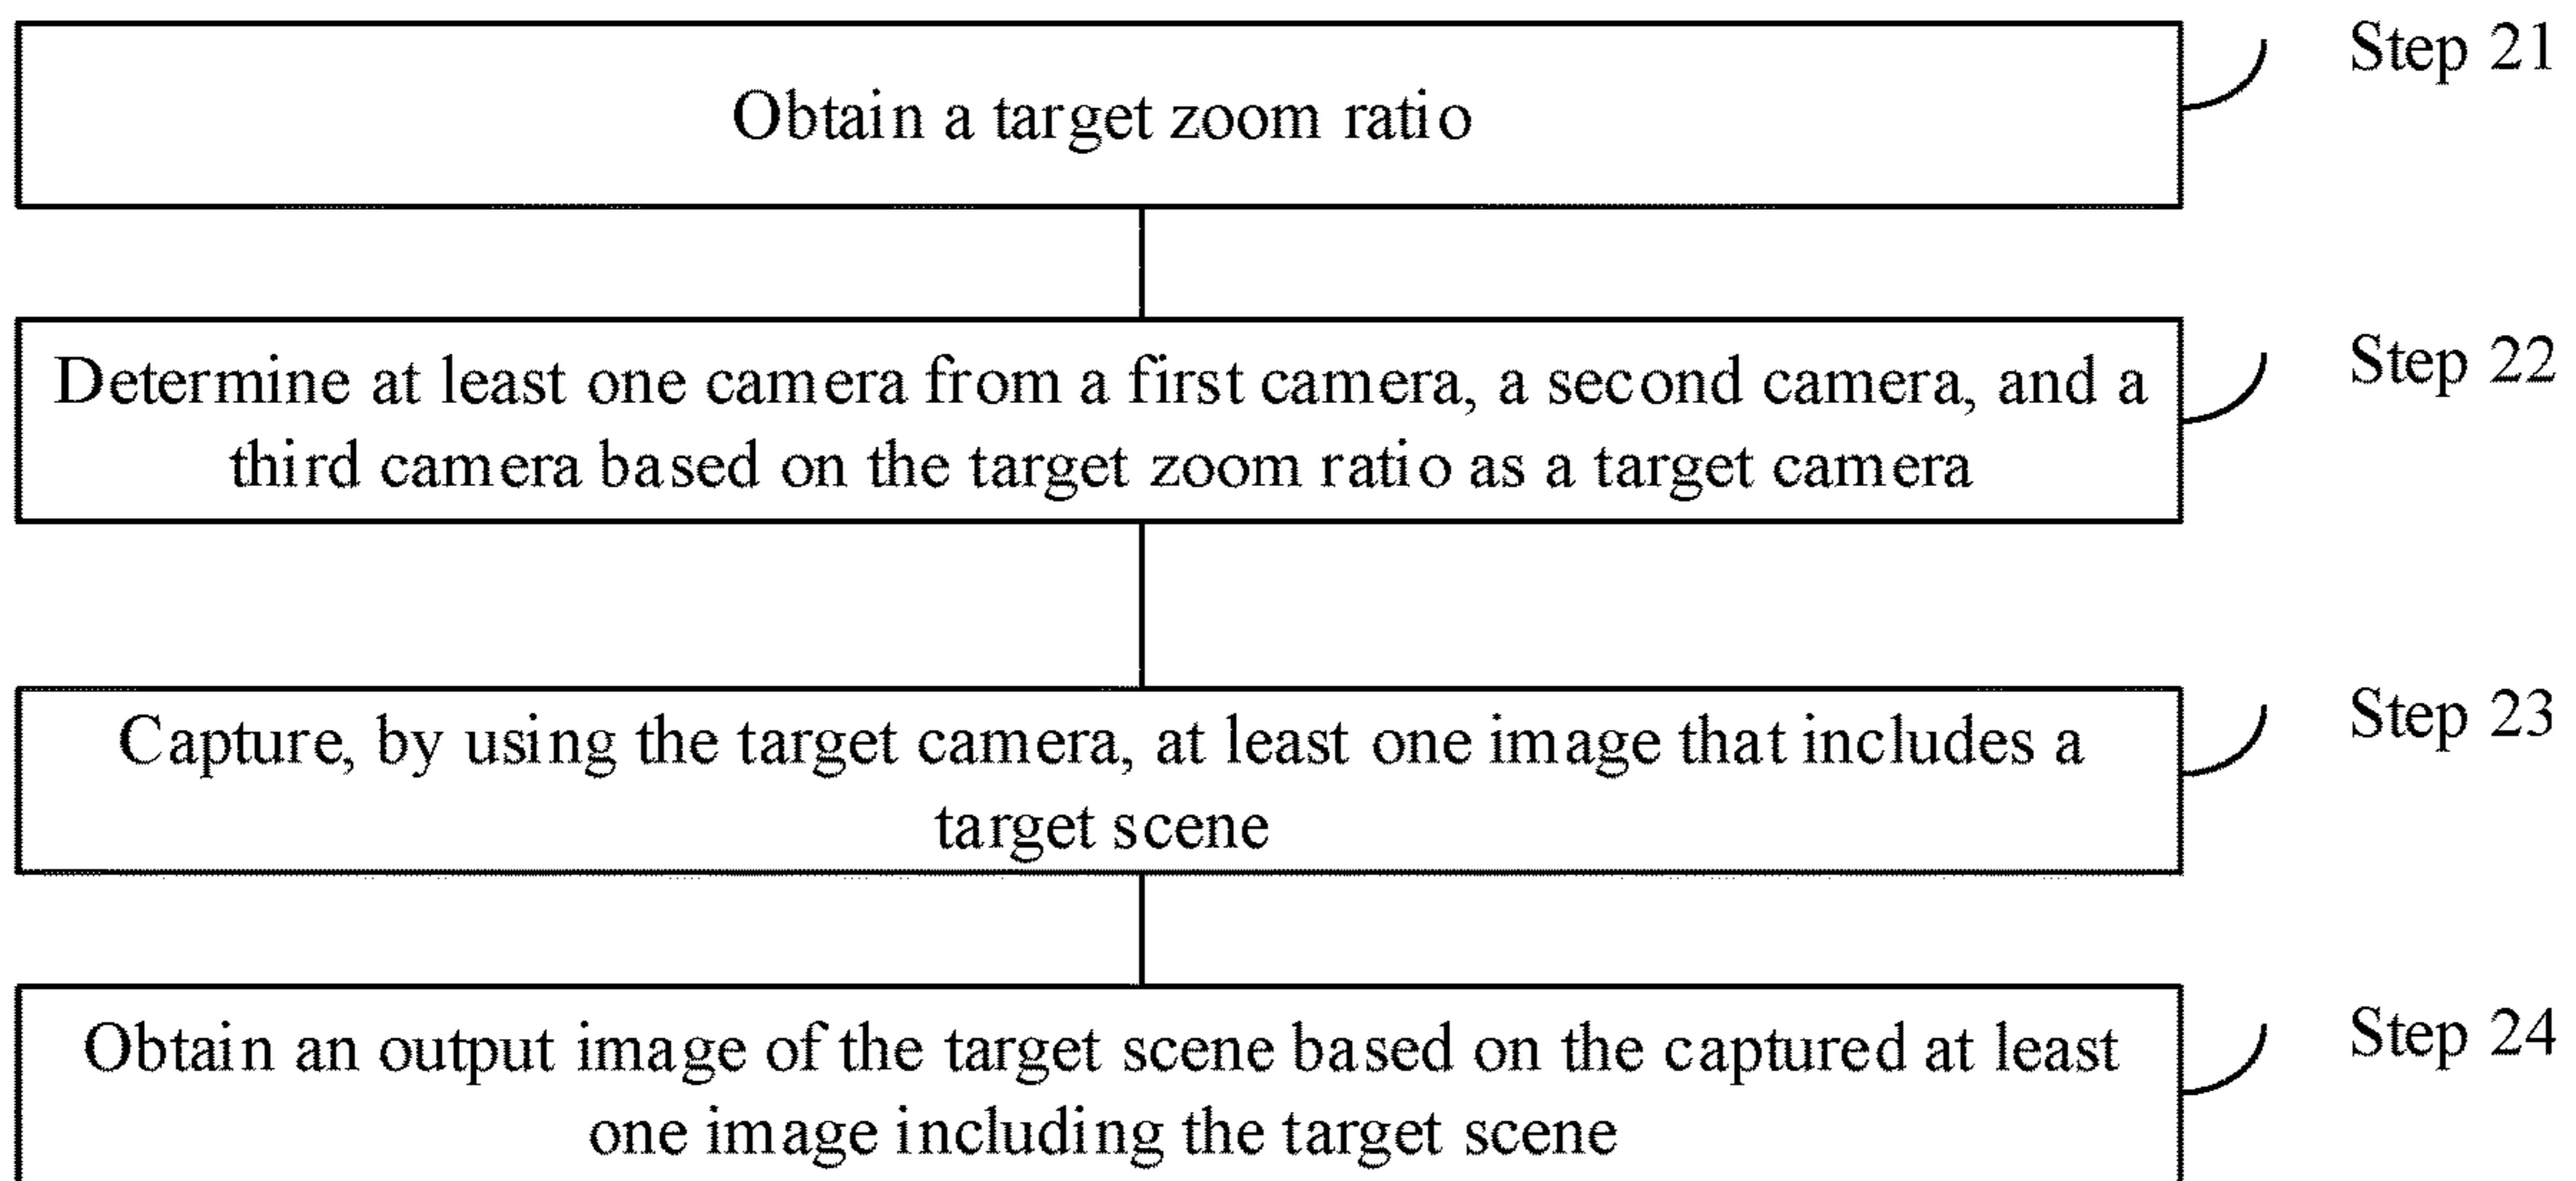 Obtain a target zoom ratio
Step 21
Determine at least one camera from a first camera, a second camera, and a
third camera based on the target zoom ratio as a target camera
Step 22
Capture, by using the target camera, at least one image that includes a
target scene
Step 23
Obtain an output image of the target scene based on the captured at least
one image including the target scene
Step 24